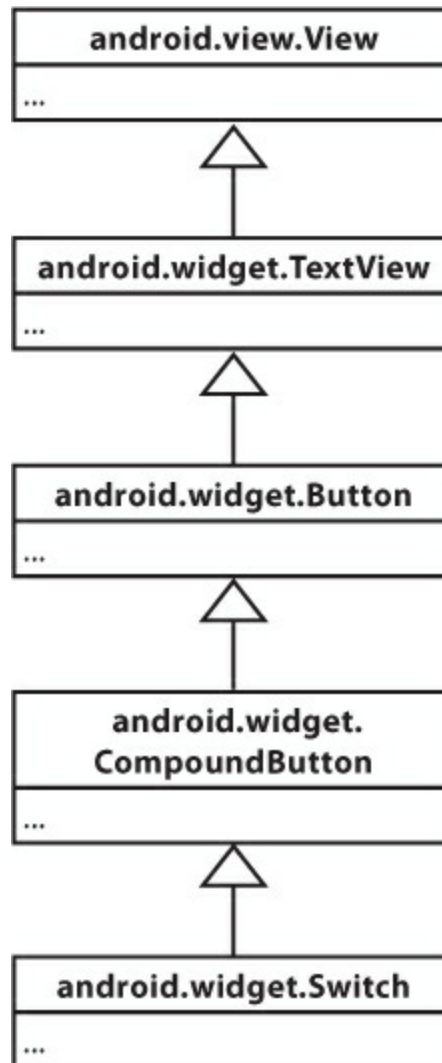 android.view.View
...
android.widget.TextView
...
android.widget.Button
...
android.widget.
CompoundButton
...
android.widget.Switch
...